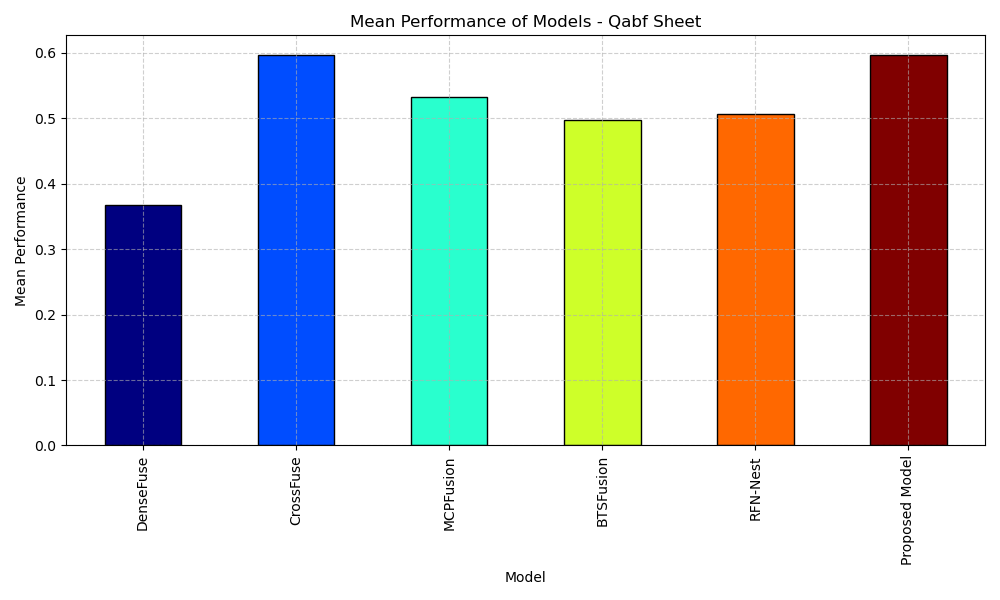 Mean Performance of Models - Qabf Sheet
Mean Performance
0.6
0.5
0.4
0.3
0.2
0.1
0.0
DenseFuse
CrossFuse
MCPFusion
BTSFusion
RFN-Nest
Proposed Model
Model